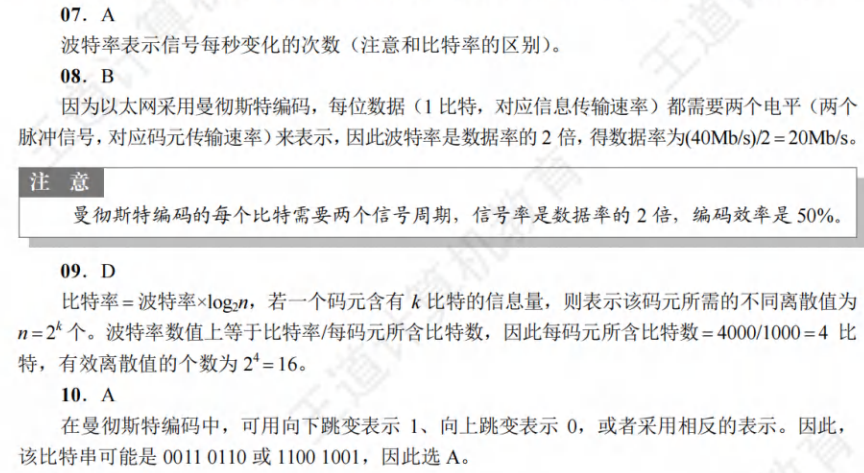 07. A
波特率表示信号每秒变化的次数（注意和比特率的区别）。
08. B
因为以太网采用曼彻斯特编码，每位数据（1 比特，对应信息传输速率）都需要两个电平（两个
脉冲信号，对应码元传输速率）来表示，因此波特率是数据率的 2 倍，得数据率为(40Mb/s)/2 = 20Mb/s。
注 意
曼彻斯特编码的每个比特需要两个信号周期，信号率是数据率的 2 倍，编码效率是 50%。
09. D
比特率 = 波特率×log₂n，若一个码元含有 k 比特的信息量，则表示该码元所需的不同离散值为
n = 2ᵏ 个。波特率数值上等于比特率/每码元所含比特数，因此每码元所含比特数 = 4000/1000 = 4 比
特，有效离散值的个数为 2⁴ = 16。
10. A
在曼彻斯特编码中，可用向下跳变表示 1、向上跳变表示 0，或者采用相反的表示。因此，
该比特串可能是 0011 0110 或 1100 1001，因此选 A。
王道计算机教育